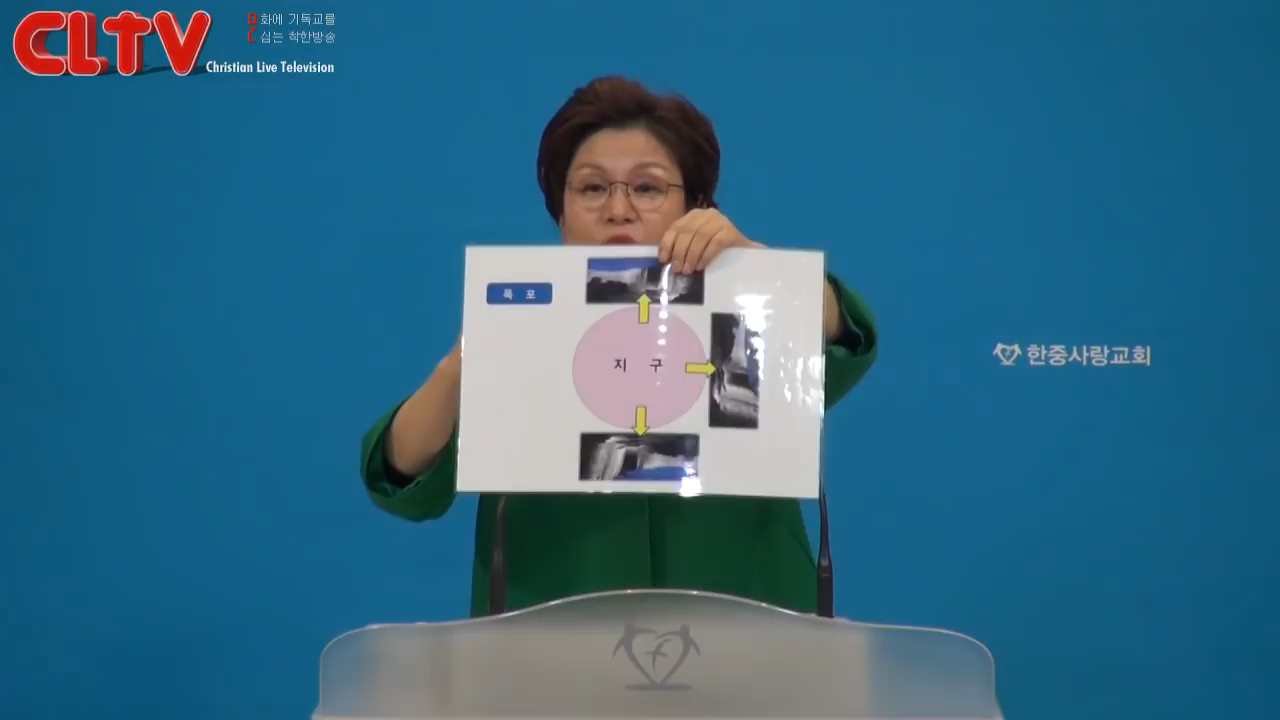 CLTV
문화에 기독교를
심는 착한방송
Christian Live Television
폭 포
지 구
한중사랑교회